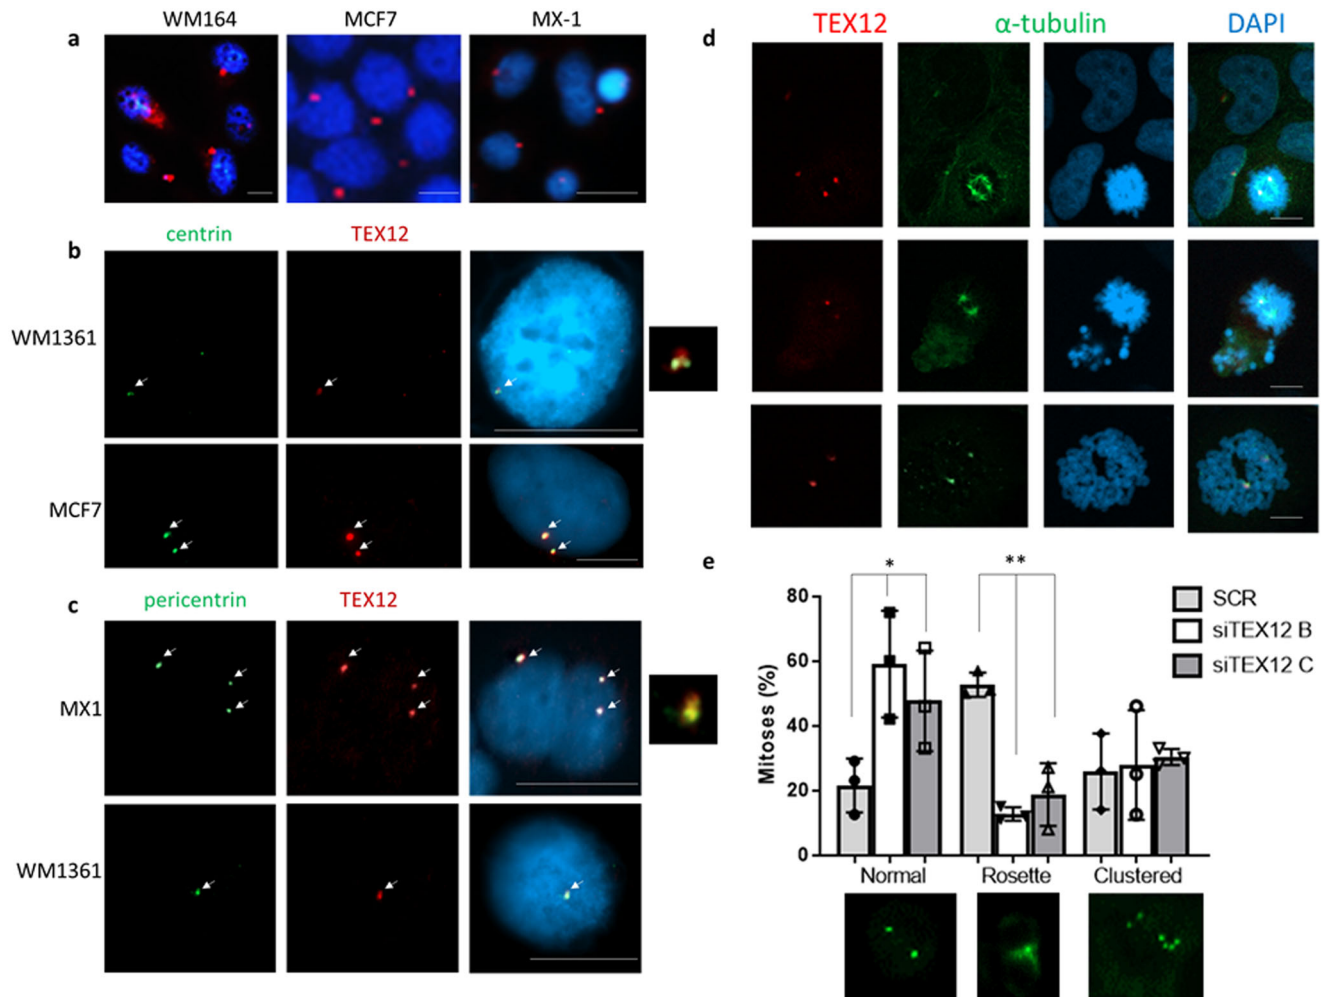 a
WM164 MCF7 MX-1
b
centrin TEX12
WM1361
MCF7
c
pericentrin TEX12
MX1
WM1361
d
TEX12 α-tubulin DAPI
e
* **
SCR
siTEX12 B
siTEX12 C
Mitoses (%)
80
60
40
20
0
Normal Rosette Clustered